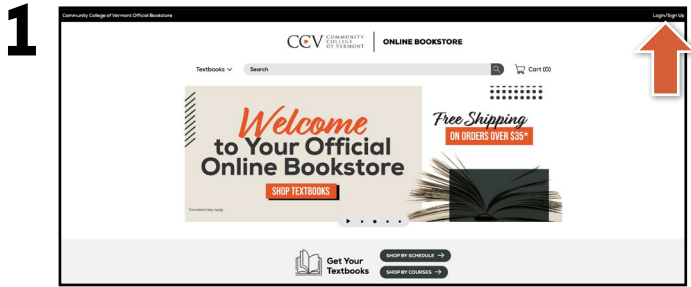 1
Community College of Vermont Official Bookstore
Login/Sign Up
CCV COMMUNITY
COLLEGE
OF VERMONT
ONLINE BOOKSTORE
Textbooks
Search
Cart (0)
Welcome
to Your Official
Online Bookstore
SHOP TEXTBOOKS
Free Shipping
ON ORDERS OVER $35*
Get Your
Textbooks
SHOP BY SCHEDULE →
SHOP BY COURSES →